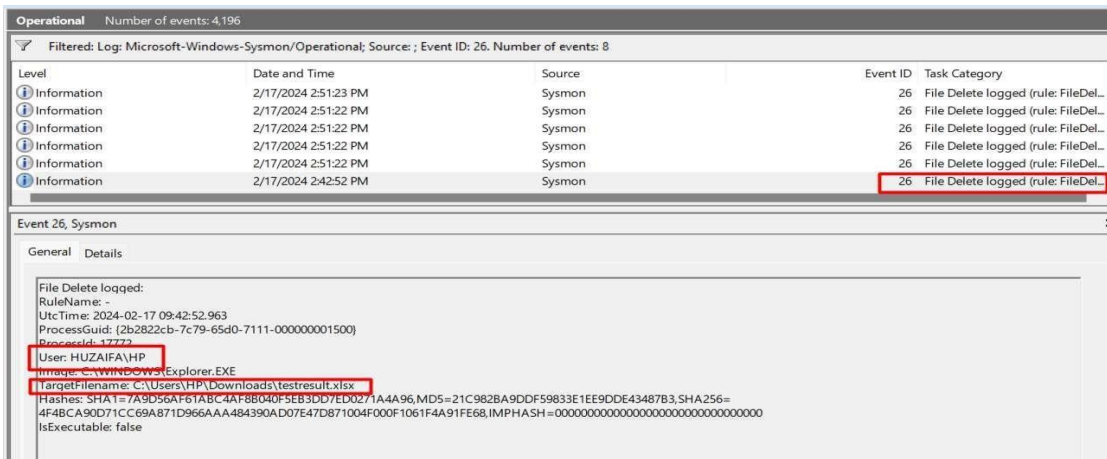 Operational Number of events: 4,196
Filtered: Log: Microsoft-Windows-Sysmon/Operational; Source: ; Event ID: 26. Number of events: 8
Level Date and Time Source Event ID Task Category
Information 2/17/2024 2:51:23 PM Sysmon 26 File Delete logged (rule: FileDel...
Information 2/17/2024 2:51:22 PM Sysmon 26 File Delete logged (rule: FileDel...
Information 2/17/2024 2:51:22 PM Sysmon 26 File Delete logged (rule: FileDel...
Information 2/17/2024 2:51:22 PM Sysmon 26 File Delete logged (rule: FileDel...
Information 2/17/2024 2:51:22 PM Sysmon 26 File Delete logged (rule: FileDel...
Information 2/17/2024 2:42:52 PM Sysmon 26 File Delete logged (rule: FileDel...
Event 26, Sysmon
General Details
File Delete logged:
RuleName: -
UtcTime: 2024-02-17 09:42:52.963
ProcessGuid: {2b2822cb-7c79-65d0-7111-000000001500}
ProcessId: 17772
User: HUZAIFA\HP
Image: C:\WINDOWS\Explorer.EXE
TargetFilename: C:\Users\HP\Downloads\testresult.xlsx
Hashes: SHA1=7A9D56AF61ABC4AF8B040F5EB3DD7ED0271A4A96,MD5=21C982BA9DDF59833E1EE9DDE43487B3,SHA256=
4F4BCA90D71CC69A871D966AAA484390AD07E47D871004F000F1061F4A91FE68,IMPHASH=00000000000000000000000000000000
IsExecutable: false